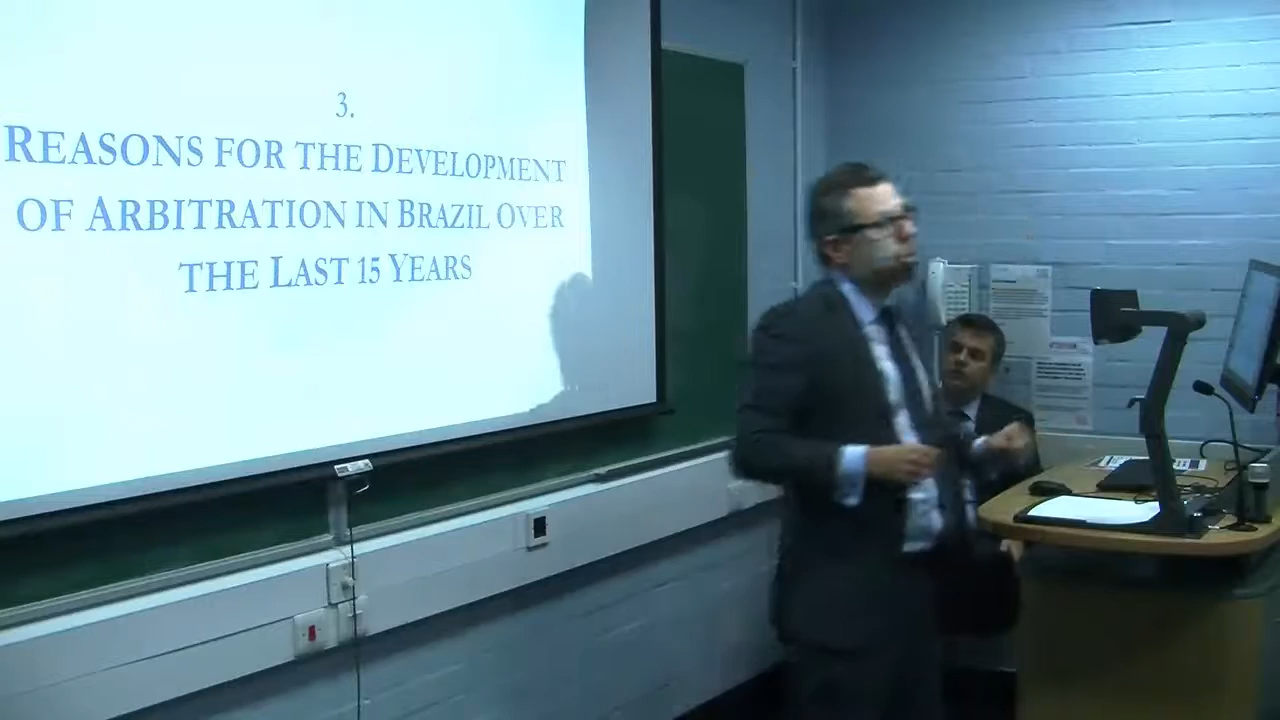 3.
REASONS FOR THE DEVELOPMENT
OF ARBITRATION IN BRAZIL OVER
THE LAST 15 YEARS